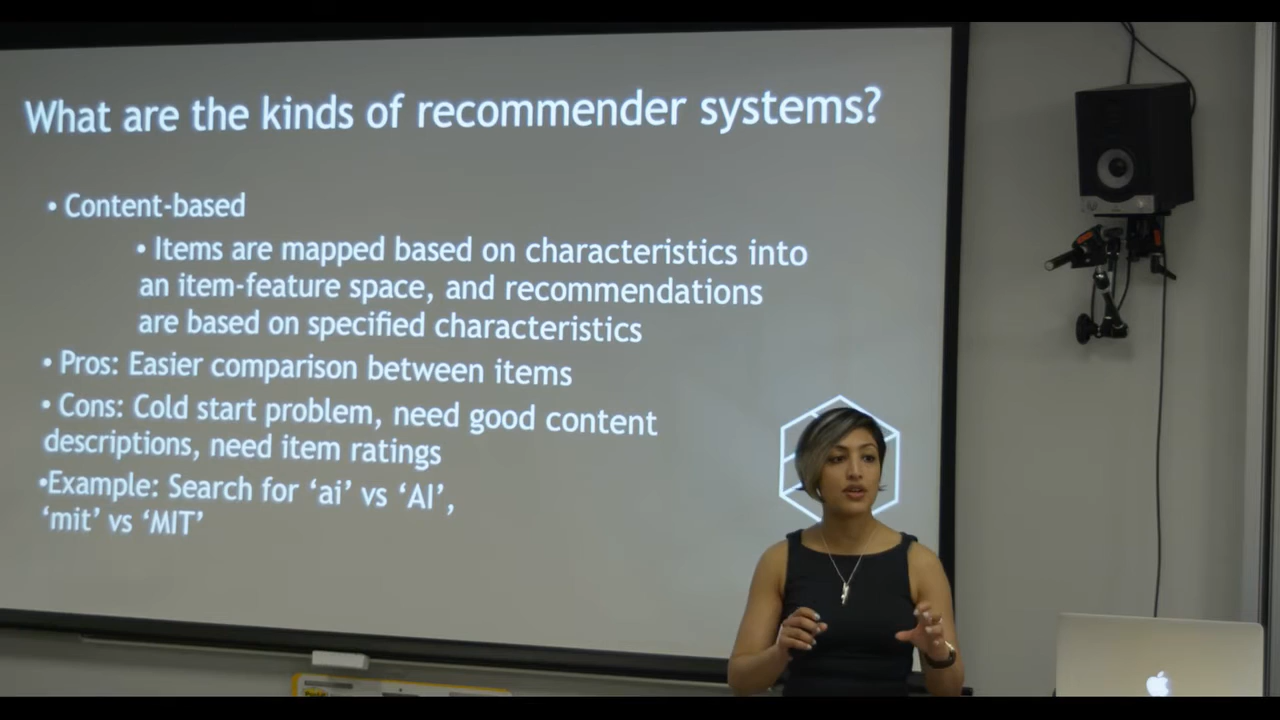 What are the kinds of recommender systems?
• Content-based
• Items are mapped based on characteristics into
an item-feature space, and recommendations
are based on specified characteristics
• Pros: Easier comparison between items
• Cons: Cold start problem, need good content
descriptions, need item ratings
•Example: Search for ‘ai’ vs ‘AI’,
‘mit’ vs ‘MIT’